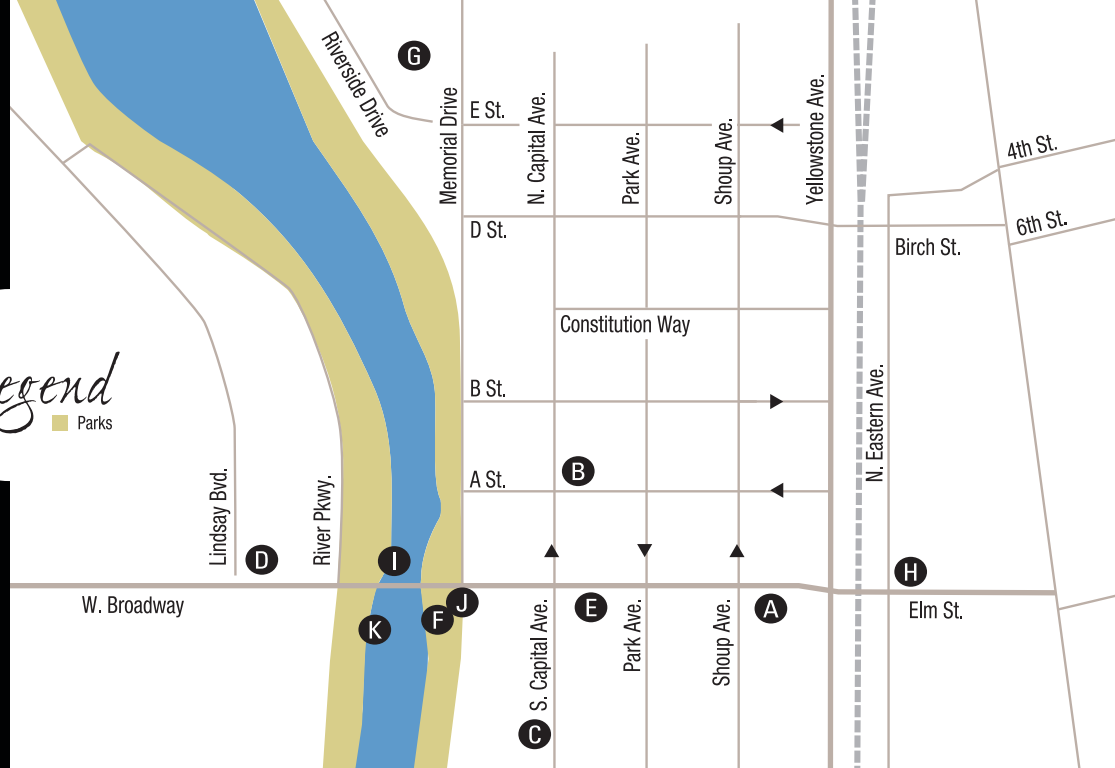 G
Riverside Drive
Memorial Drive
E St.
N. Capital Ave.
Park Ave.
Shoup Ave.
Yellowstone Ave.
4th St.
6th St.
D St.
Birch St.
Constitution Way
egend
Parks
B St.
N. Eastern Ave.
B
A St.
Lindsay Bvd.
D
River Pkwy.
I
H
W. Broadway
K
F
J
E
A
Elm St.
S. Capital Ave.
Park Ave.
Shoup Ave.
C